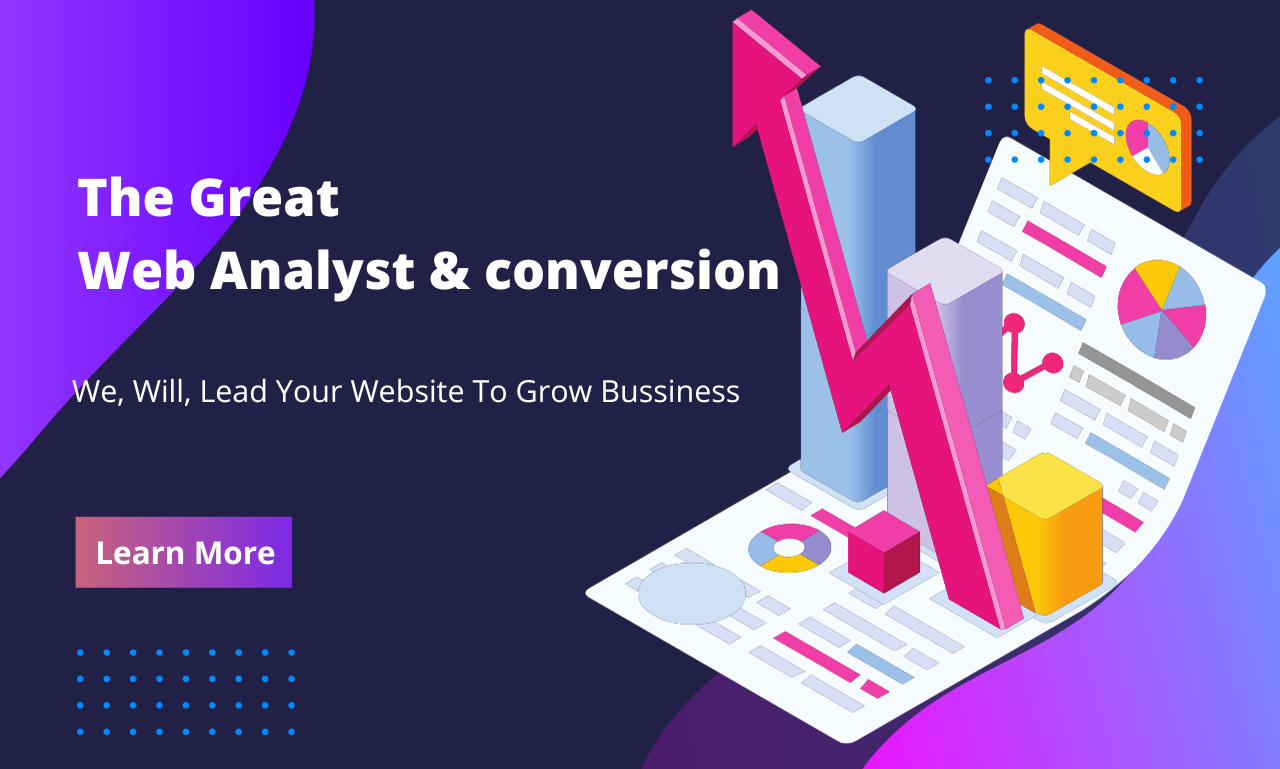 The Great
Web Analyst & conversion
We, Will, Lead Your Website To Grow Bussiness
Learn More